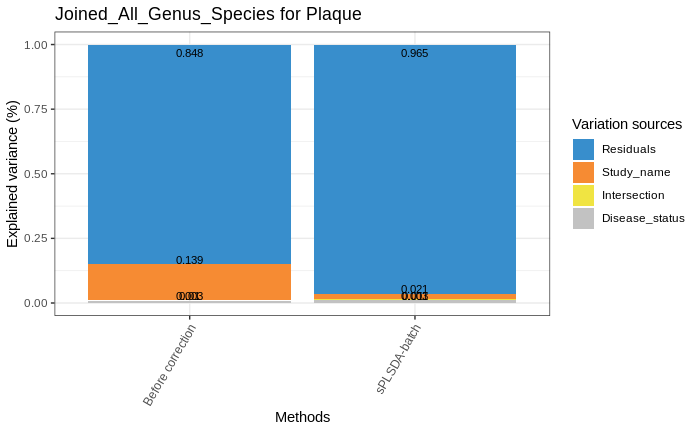 Joined_All_Genus_Species for Plaque
Explained variance (%)
1.00
0.75
0.50
0.25
0.00
0.848
0.139
0.965
0.021
Before correction
sPLSDA-batch
Methods
Variation sources
Residuals
Study_name
Intersection
Disease_status